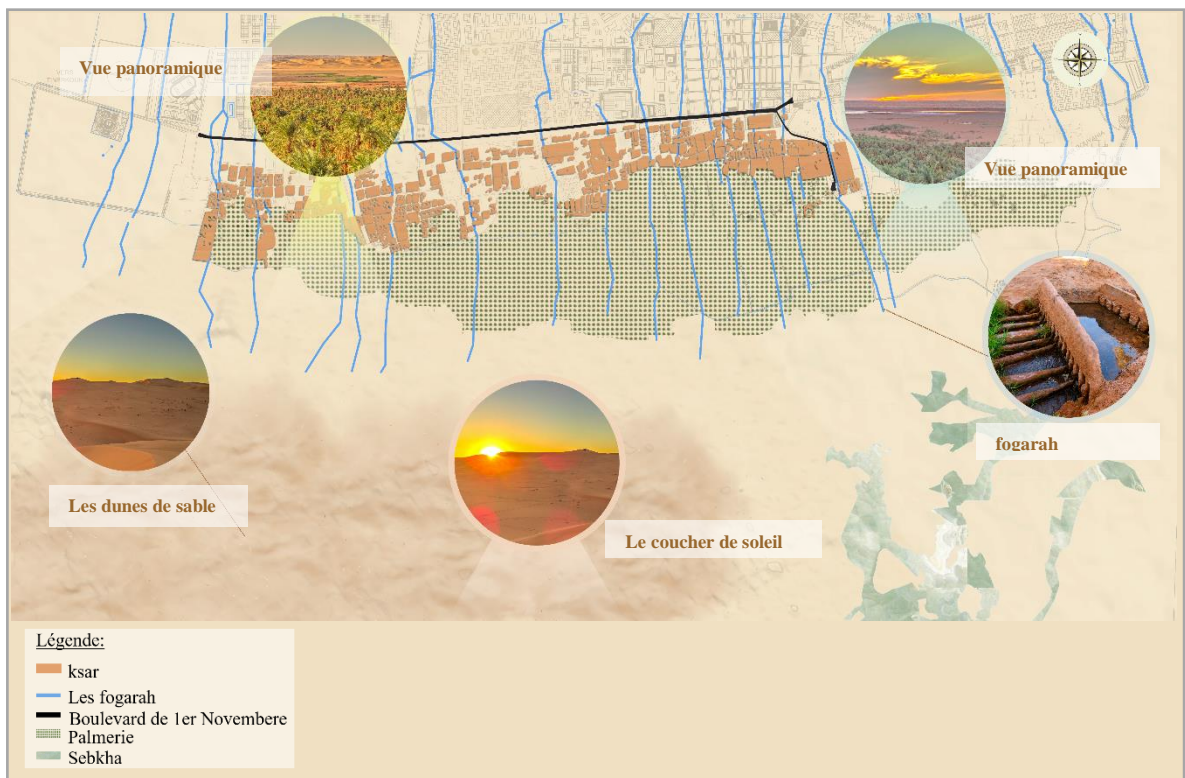 Vue panoramique
Vue panoramique
fogarah
Les dunes de sable
Le coucher de soleil
Légende:
ksar
Les fogarah
Boulevard de 1er Novembere
Palmerie
Sebkha